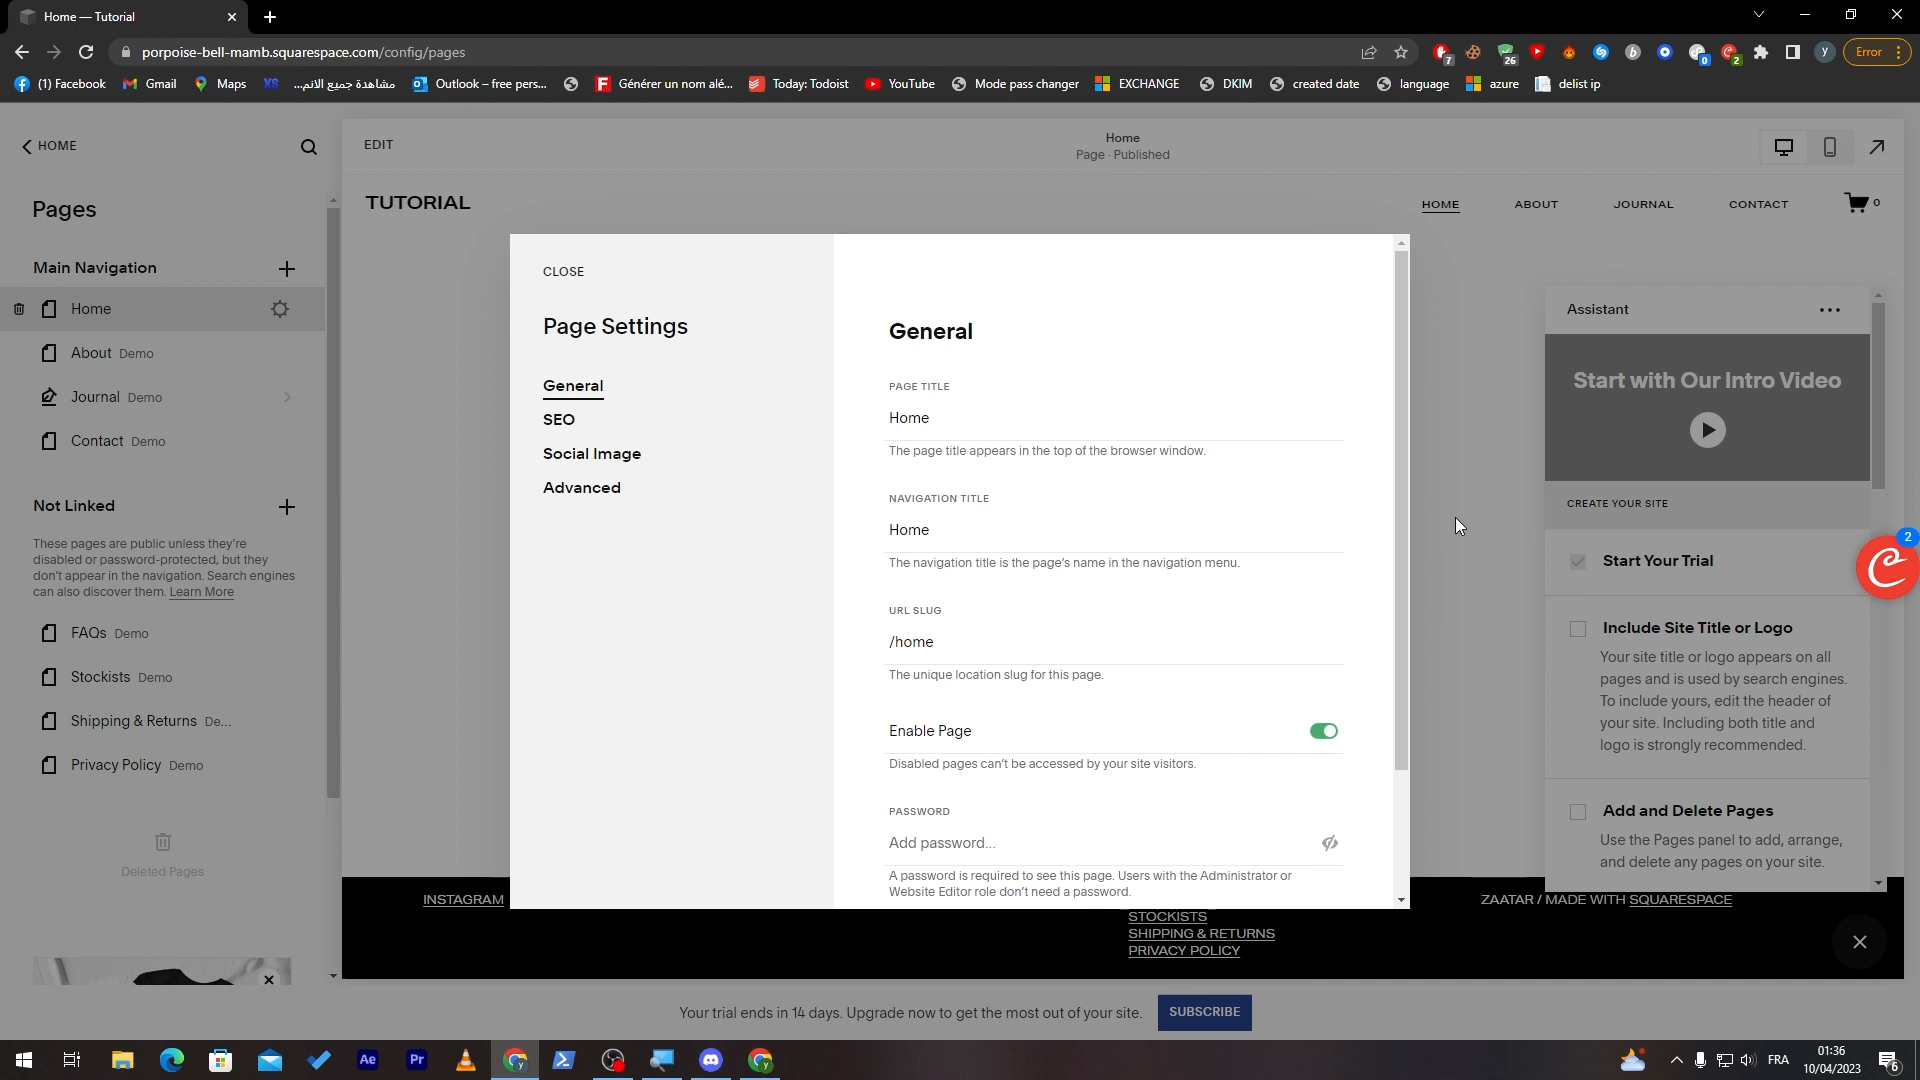 Home — Tutorial
porpoise-bell-mamb.squarespace.com/config/pages
7
26
0
2
y
Error
(1) Facebook
Gmail
Maps
XS
مشاهدة جميع الانم...
Outlook – free pers...
Générer un nom alé...
Today: Todoist
YouTube
Mode pass changer
EXCHANGE
DKIM
created date
language
azure
delist ip
HOME
Pages
Main Navigation
Home
About Demo
Journal Demo
Contact Demo
Not Linked
These pages are public unless they're
disabled or password-protected, but they
don't appear in the navigation. Search engines
can also discover them. Learn More
FAQs Demo
Stockists Demo
Shipping & Returns De...
Privacy Policy Demo
Deleted Pages
EDIT
Home
Page · Published
TUTORIAL
HOME
ABOUT
JOURNAL
CONTACT
0
CLOSE
Page Settings
General
SEO
Social Image
Advanced
General
PAGE TITLE
Home
The page title appears in the top of the browser window.
NAVIGATION TITLE
Home
The navigation title is the page's name in the navigation menu.
URL SLUG
/home
The unique location slug for this page.
Enable Page
Disabled pages can't be accessed by your site visitors.
PASSWORD
Add password...
A password is required to see this page. Users with the Administrator or
Website Editor role don't need a password.
Assistant
Start with Our Intro Video
CREATE YOUR SITE
Start Your Trial
2
Include Site Title or Logo
Your site title or logo appears on all
pages and is used by search engines.
To include yours, edit the header of
your site. Including both title and
logo is strongly recommended.
Add and Delete Pages
Use the Pages panel to add, arrange,
and delete any pages on your site.
INSTAGRAM
STOCKISTS
SHIPPING & RETURNS
PRIVACY POLICY
ZAATAR / MADE WITH SQUARESPACE
Your trial ends in 14 days. Upgrade now to get the most out of your site.
SUBSCRIBE
Ae
Pr
FRA
01:36
10/04/2023
6